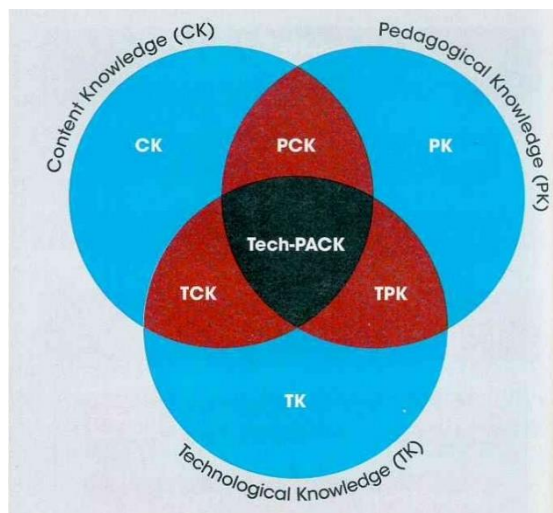 Content Knowledge (CK)
Pedagogical Knowledge (PK)
CK
PCK
PK
Tech-PACK
TCK
TPK
TK
Technological Knowledge (TK)